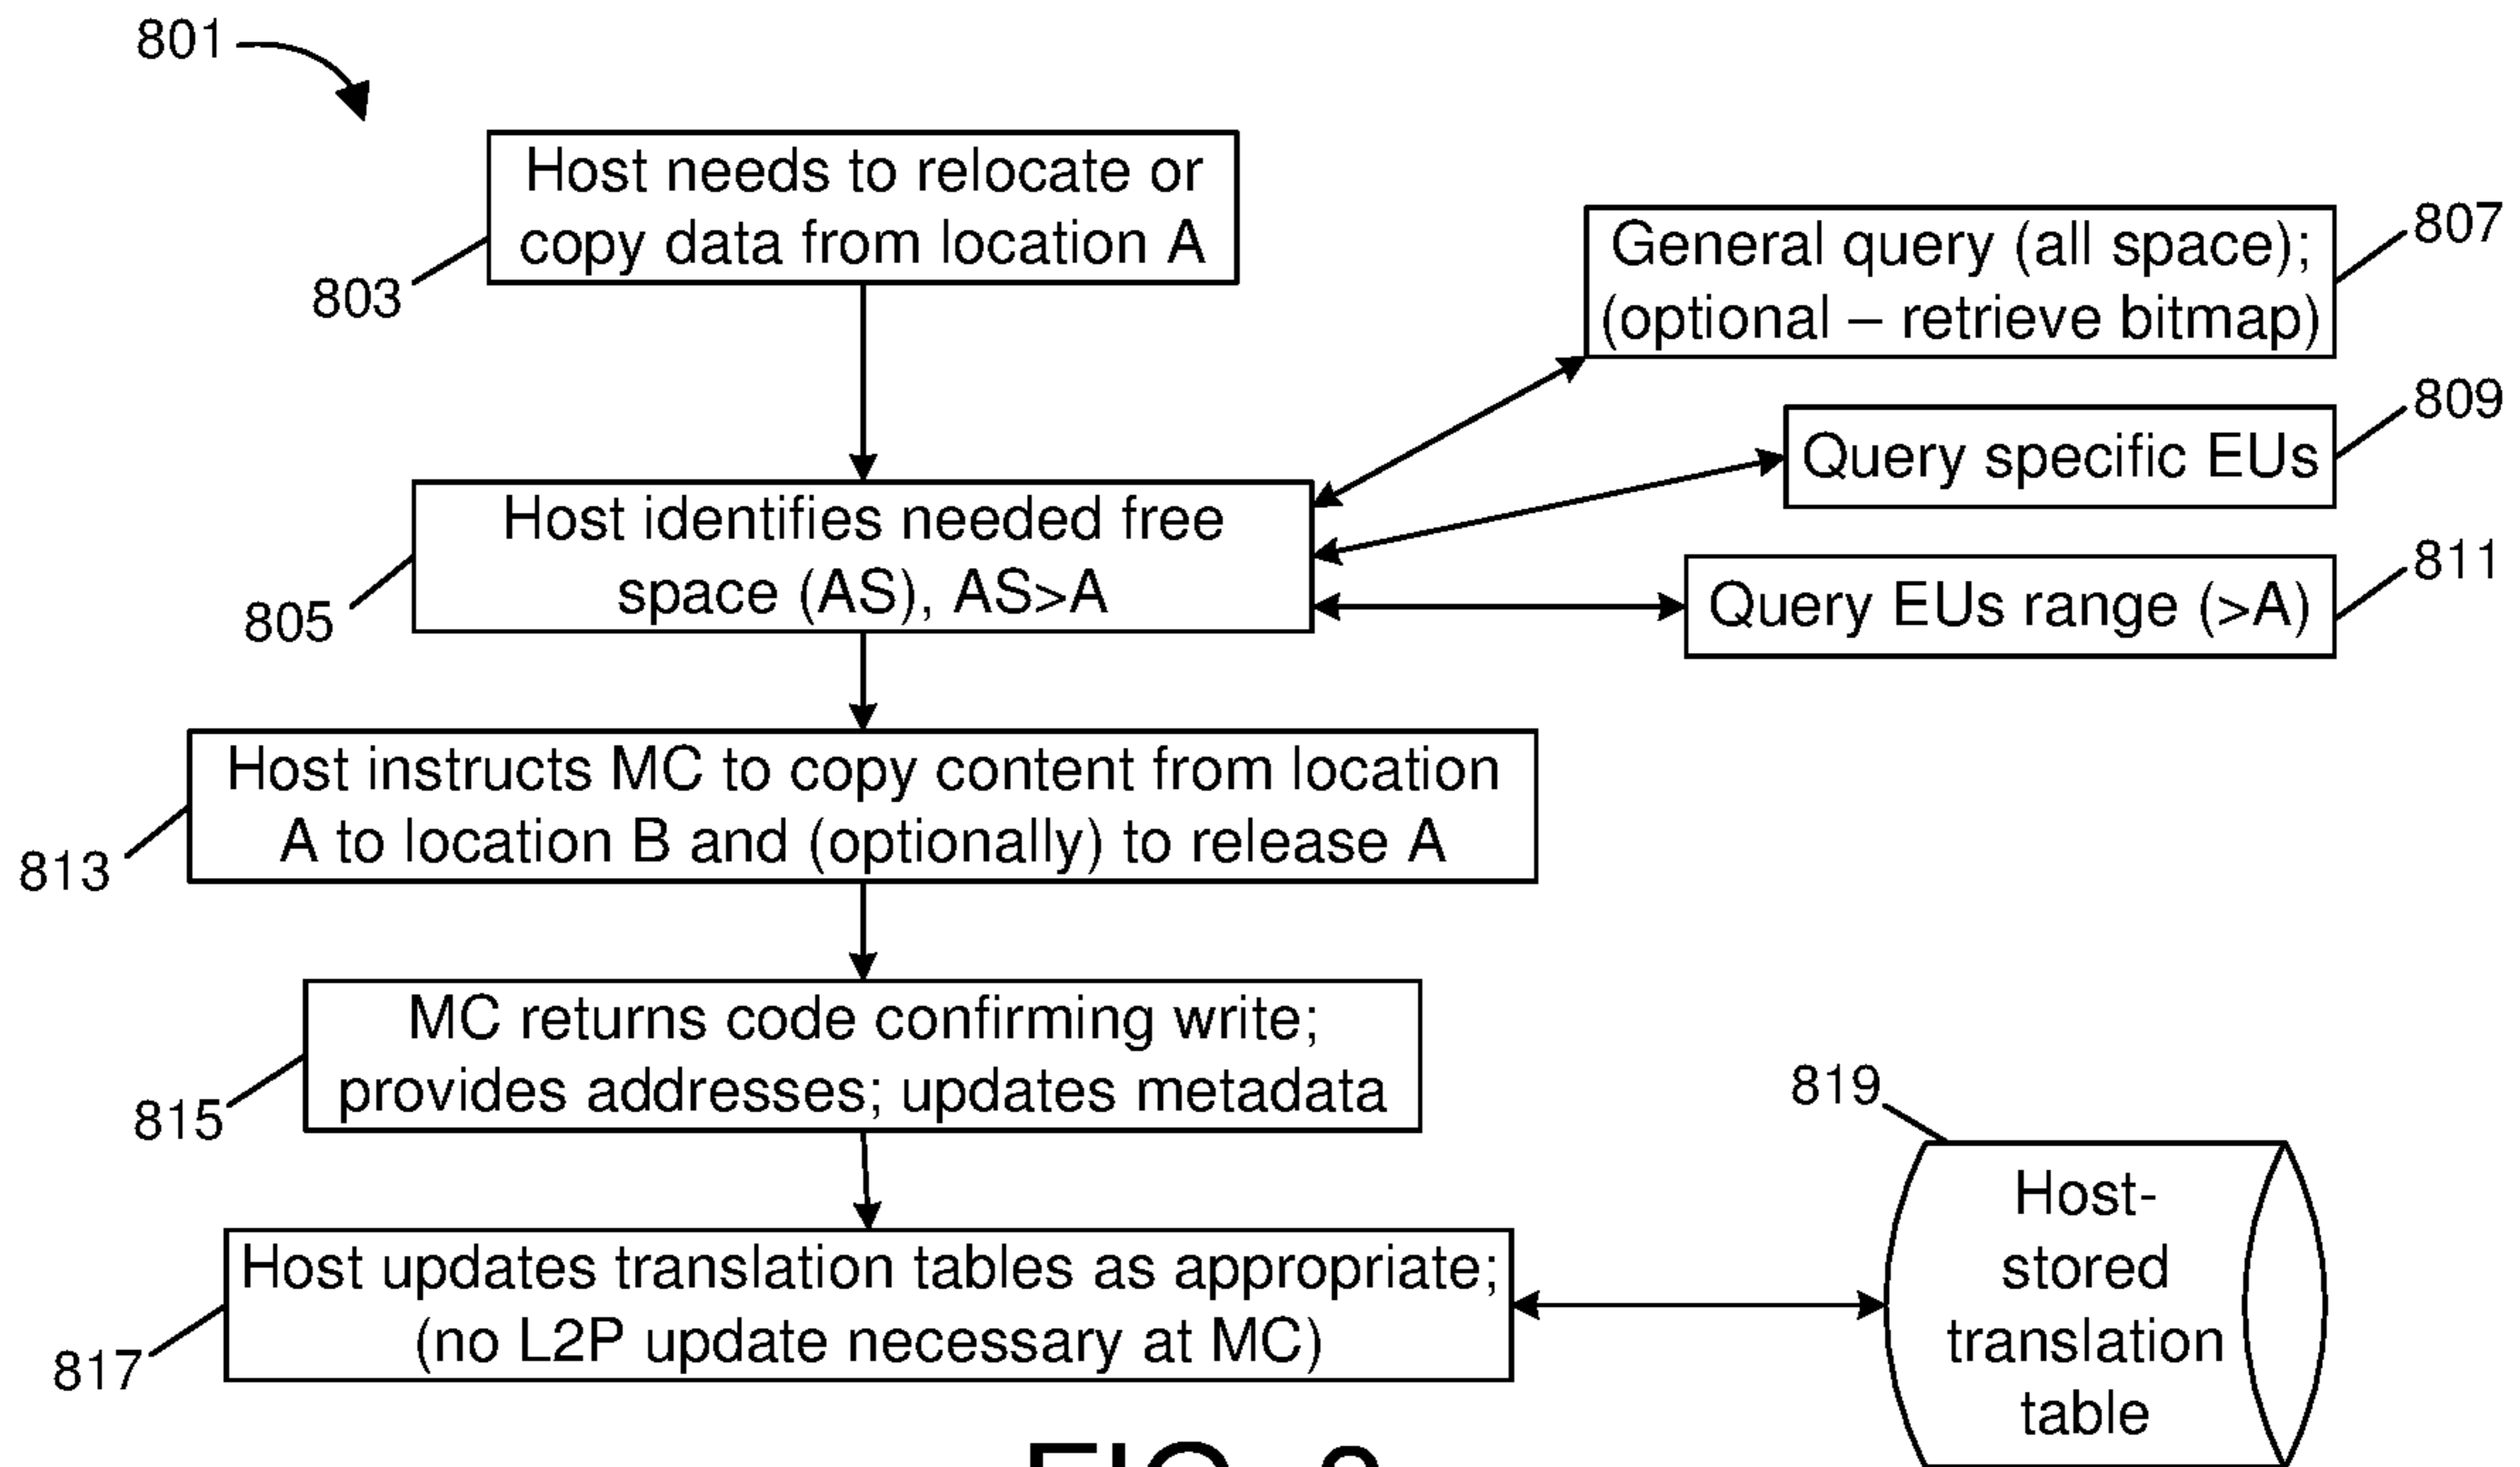 801
Host needs to relocate or
copy data from location A
803
General query (all space);
(optional – retrieve bitmap)
807
Query specific EUs
809
Host identifies needed free
space (AS), AS>A
805
Query EUs range (>A)
811
Host instructs MC to copy content from location
A to location B and (optionally) to release A
813
MC returns code confirming write;
provides addresses; updates metadata
815
819
Host-
stored
translation
table
Host updates translation tables as appropriate;
(no L2P update necessary at MC)
817
FIG.